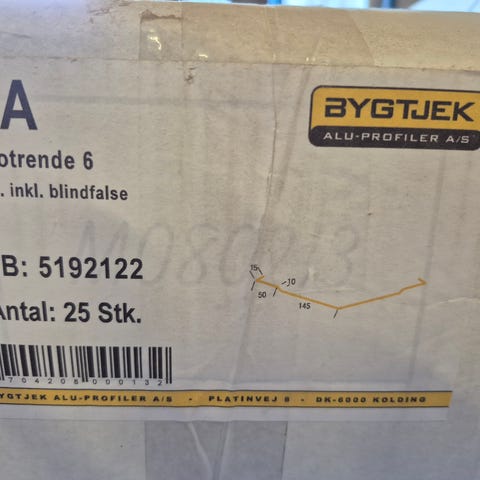 A
BYGTJEK
ALU-PROFILER A/S
otrende 6
. inkl. blindfalse
B: 5192122
15
10
50
145
Antal: 25 Stk.
704208000132
YGTJEK ALU-PROFILER A/S - PLATINVEJ 8 - DK-6000 KOLDING